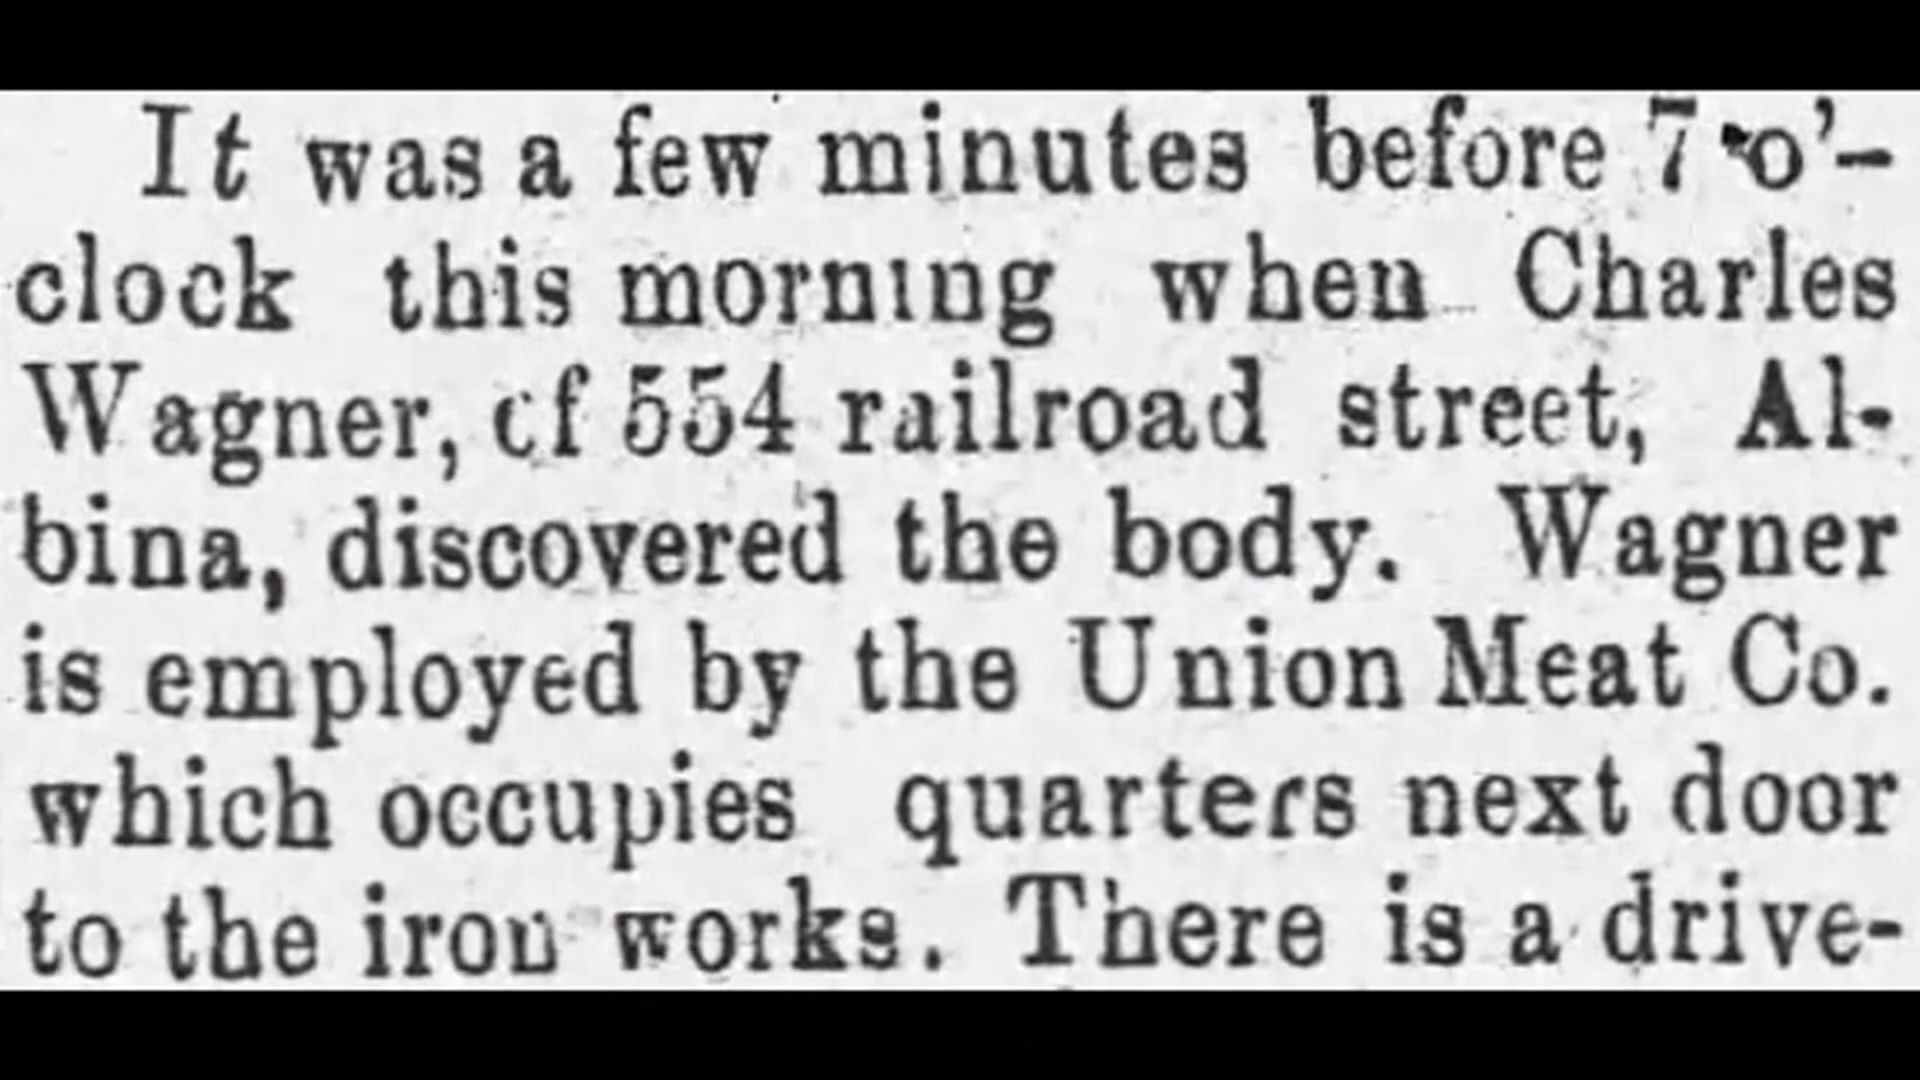 It was a few minutes before 7 o'-
clock this morning when Charles
Wagner, of 554 railroad street, Al-
bina, discovered the body. Wagner
is employed by the Union Meat Co.
which occupies quarters next door
to the iron works. There is a drive-